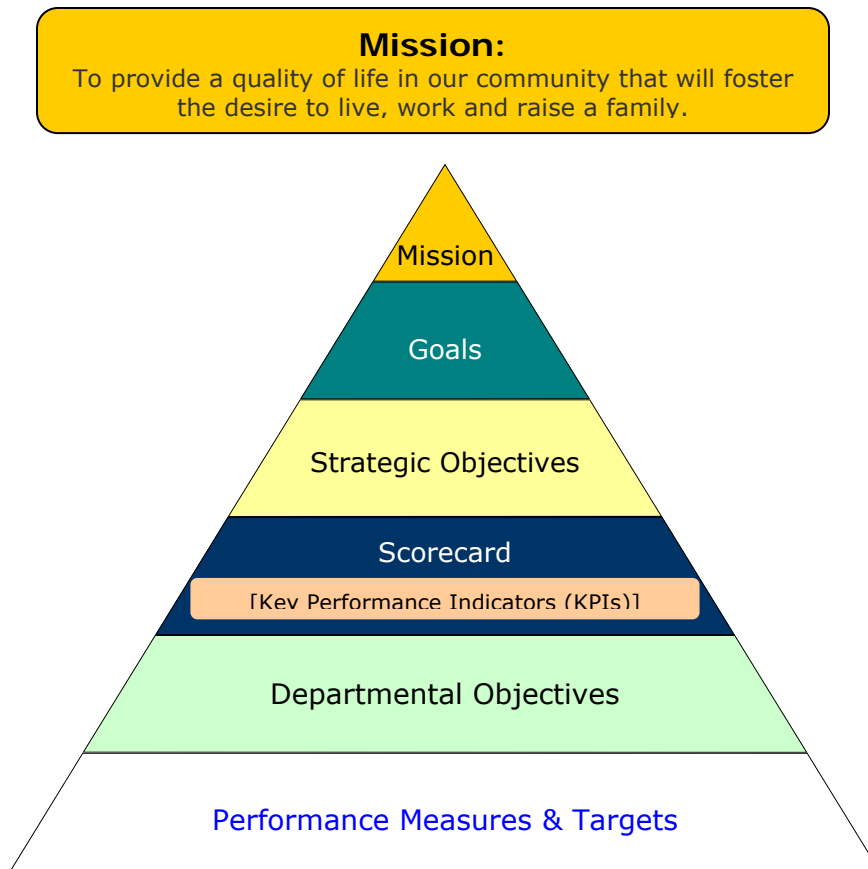 Mission:
To provide a quality of life in our community that will foster
the desire to live, work and raise a family.
Mission
Goals
Strategic Objectives
Scorecard
[Key Performance Indicators (KPIs)]
Departmental Objectives
Performance Measures & Targets